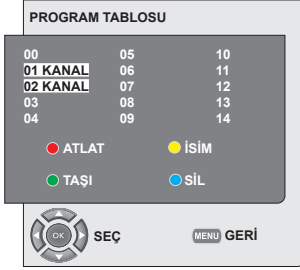 PROGRAM TABLOSU
00 05 10
01 KANAL 06 11
02 KANAL 07 12
03 08 13
04 09 14
ATLAT İSİM
TAŞI SİL
OK SEÇ MENU GERİ